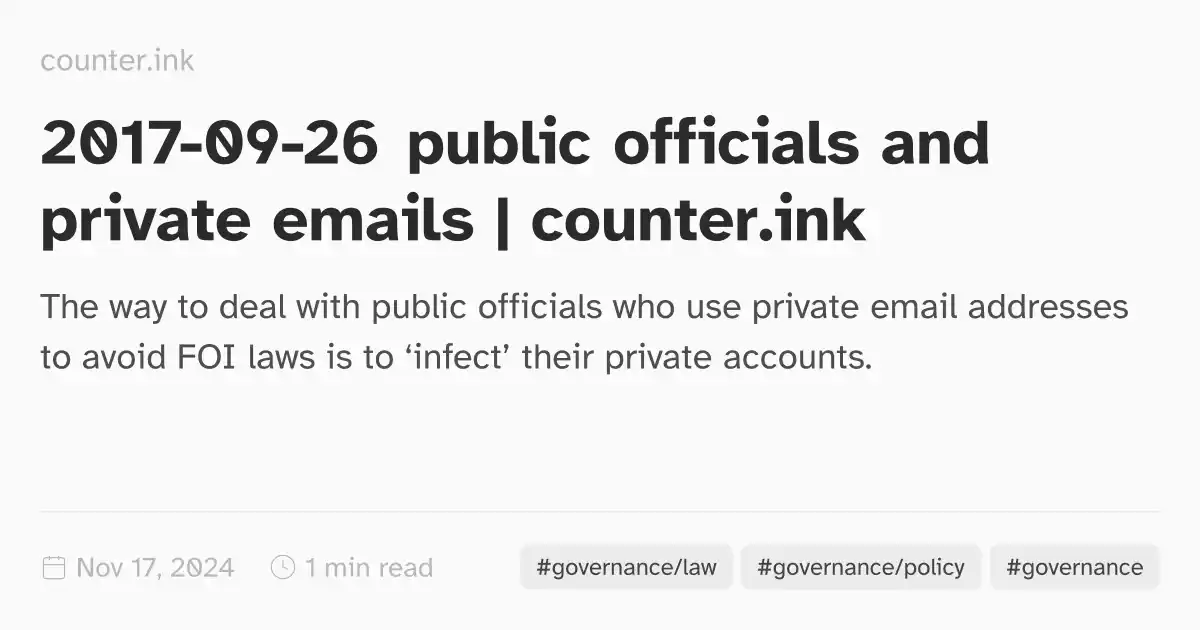 counter.ink
2017-09-26 public officials and
private emails | counter.ink
The way to deal with public officials who use private email addresses
to avoid FOI laws is to ‘infect’ their private accounts.
Nov 17, 2024 1 min read #governance/law #governance/policy #governance